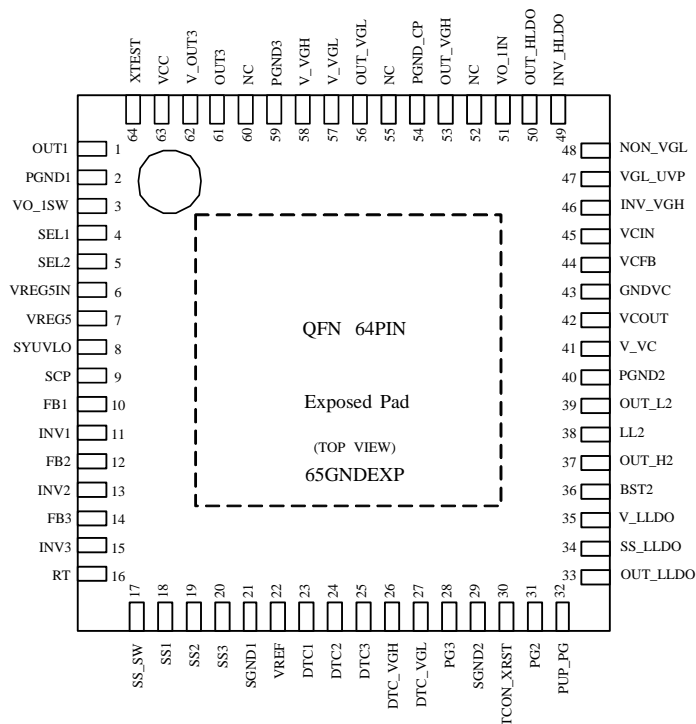 XTEST
VCC
V_OUT3
OUT3
NC
PGND3
V_VGH
V_VGL
OUT_VGL
NC
PGND_CP
OUT_VGH
NC
VO_1IN
OUT_HLDO
INV_HLDO
64
63
62
61
60
59
58
57
56
55
54
53
52
51
50
49
OUT1 1
PGND1 2
VO_1SW 3
SEL1 4
SEL2 5
VREG5IN 6
VREG5 7
SYUVLO 8
SCP 9
FB1 10
INV1 11
FB2 12
INV2 13
FB3 14
INV3 15
RT 16
QFN 64PIN
Exposed Pad
(TOP VIEW)
65GNDEXP
48 NON_VGL
47 VGL_UVP
46 INV_VGH
45 VCIN
44 VCFB
43 GNDVC
42 VCOUT
41 V_VC
40 PGND2
39 OUT_L2
38 LL2
37 OUT_H2
36 BST2
35 V_LLDO
34 SS_LLDO
33 OUT_LLDO
17
18
19
20
21
22
23
24
25
26
27
28
29
30
31
32
SS_SW
SS1
SS2
SS3
SGND1
VREF
DTC1
DTC2
DTC3
DTC_VGH
DTC_VGL
PG3
SGND2
TCON_XRST
PG2
PUP_PG